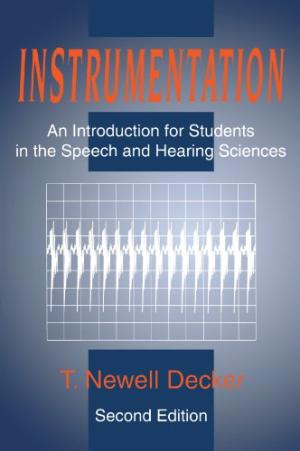 INSTRUMENTATION
An Introduction for Students
in the Speech and Hearing Sciences
T. Newell Decker
Second Edition